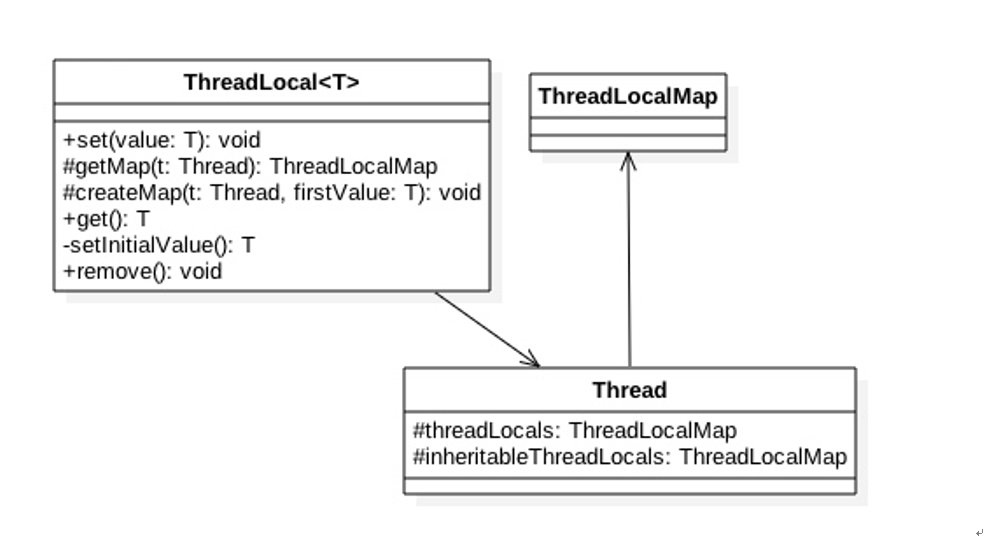 ThreadLocal<T>
+set(value: T): void
#getMap(t: Thread): ThreadLocalMap
#createMap(t: Thread, firstValue: T): void
+get(): T
-setInitialValue(): T
+remove(): void
ThreadLocalMap
Thread
#threadLocals: ThreadLocalMap
#inheritableThreadLocals: ThreadLocalMap